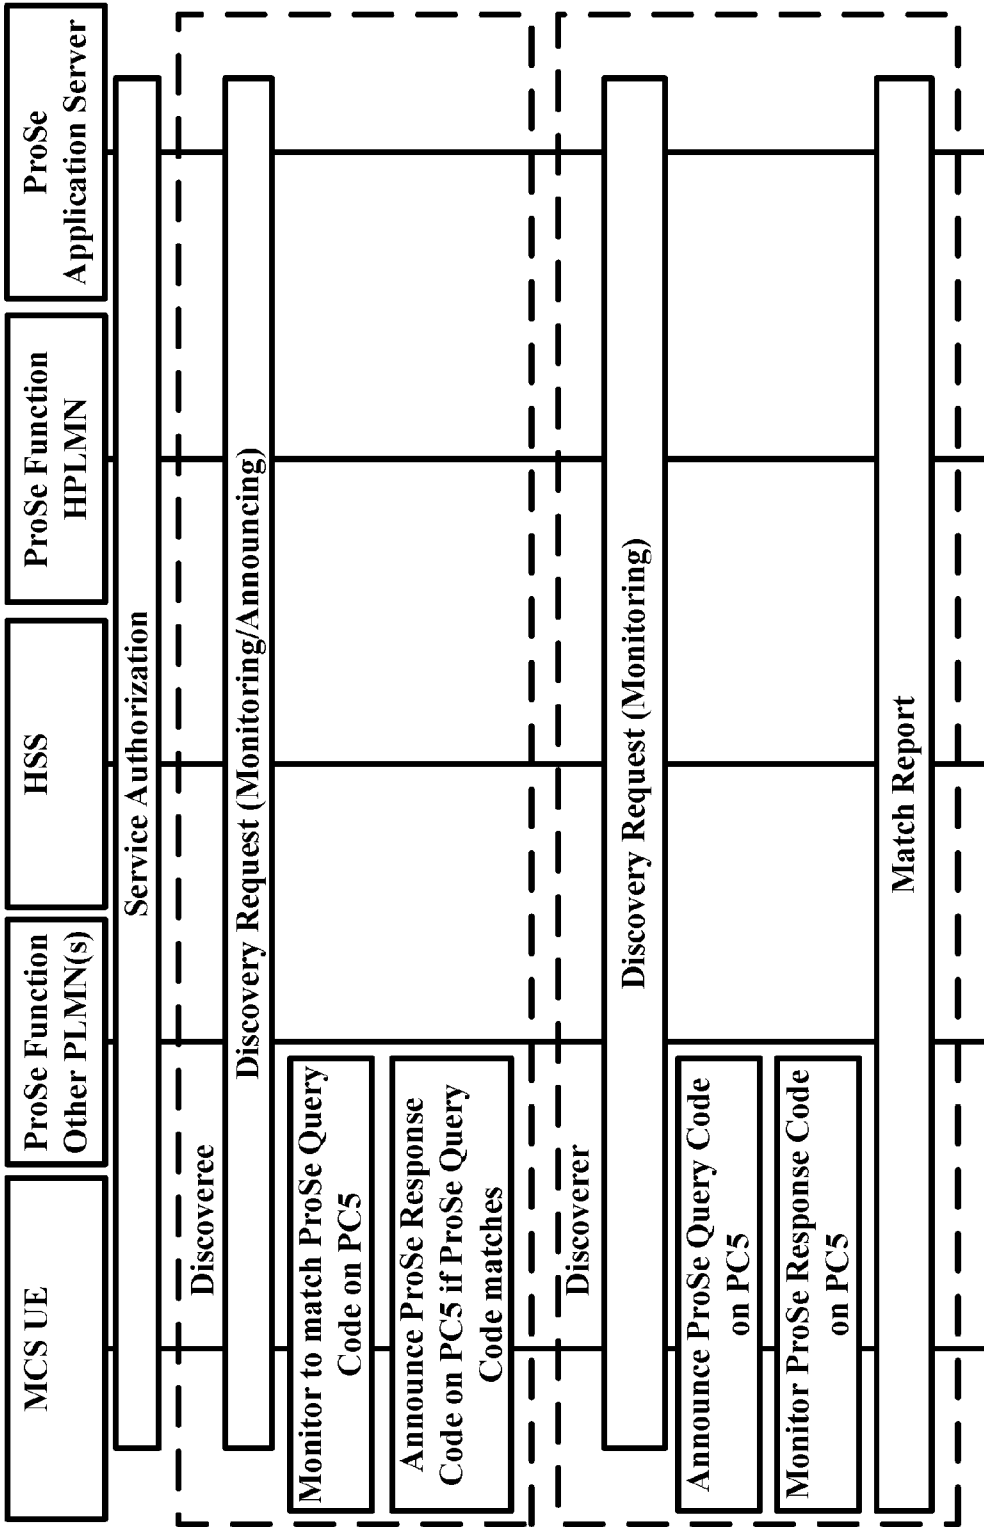 MCS UE
ProSe Function
Other PLMN(s)
HSS
ProSe Function
HPLMN
ProSe
Application Server
Service Authorization
Discoveree
Discovery Request (Monitoring/Announcing)
Monitor to match ProSe Query
Code on PC5
Announce ProSe Response
Code on PC5 if ProSe Query
Code matches
Discoverer
Discovery Request (Monitoring)
Announce ProSe Query Code
on PC5
Monitor ProSe Response Code
on PC5
Match Report